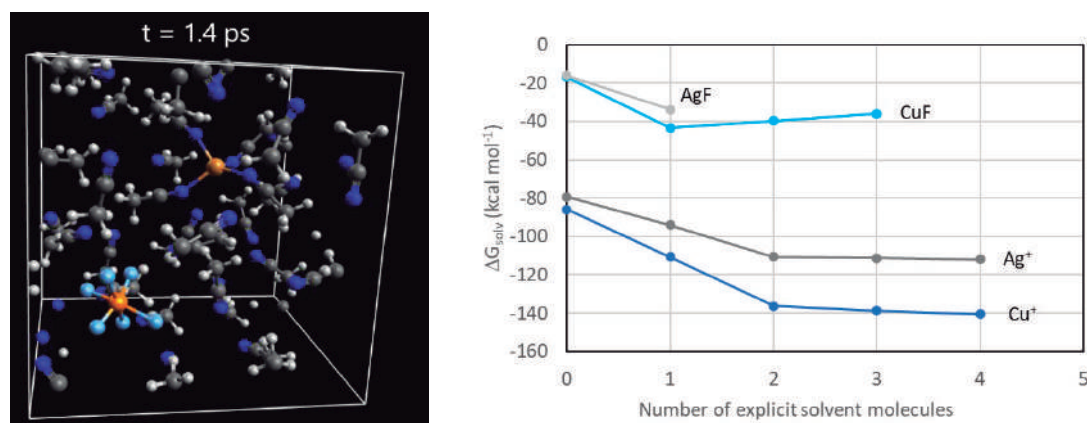 t = 1.4 ps
0
-20
-40
-60
-80
-100
-120
-140
-160
ΔGsolv (kcal mol-1)
AgF
CuF
Ag+
Cu+
0 1 2 3 4 5
Number of explicit solvent molecules